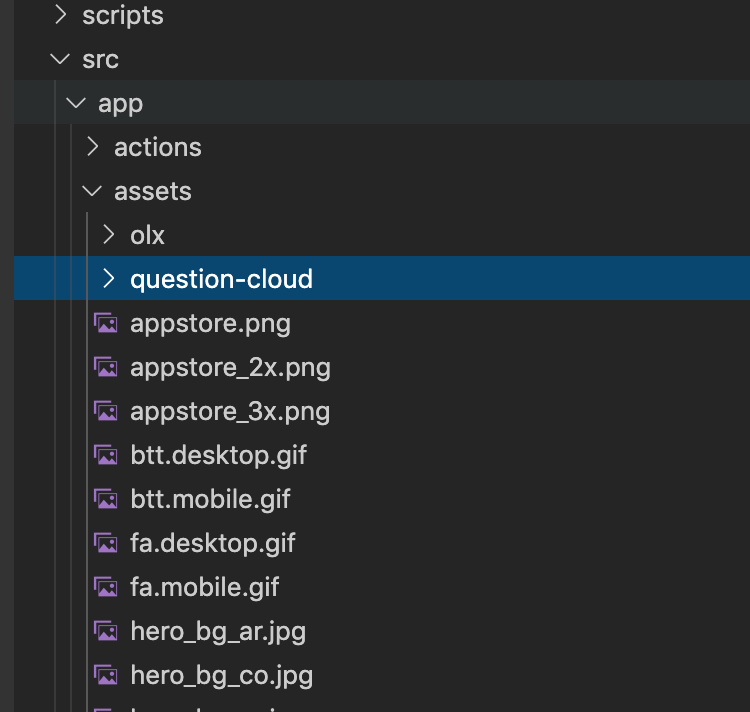 scripts
src
app
actions
assets
olx
question-cloud
appstore.png
appstore_2x.png
appstore_3x.png
btt.desktop.gif
btt.mobile.gif
fa.desktop.gif
fa.mobile.gif
hero_bg_ar.jpg
hero_bg_co.jpg